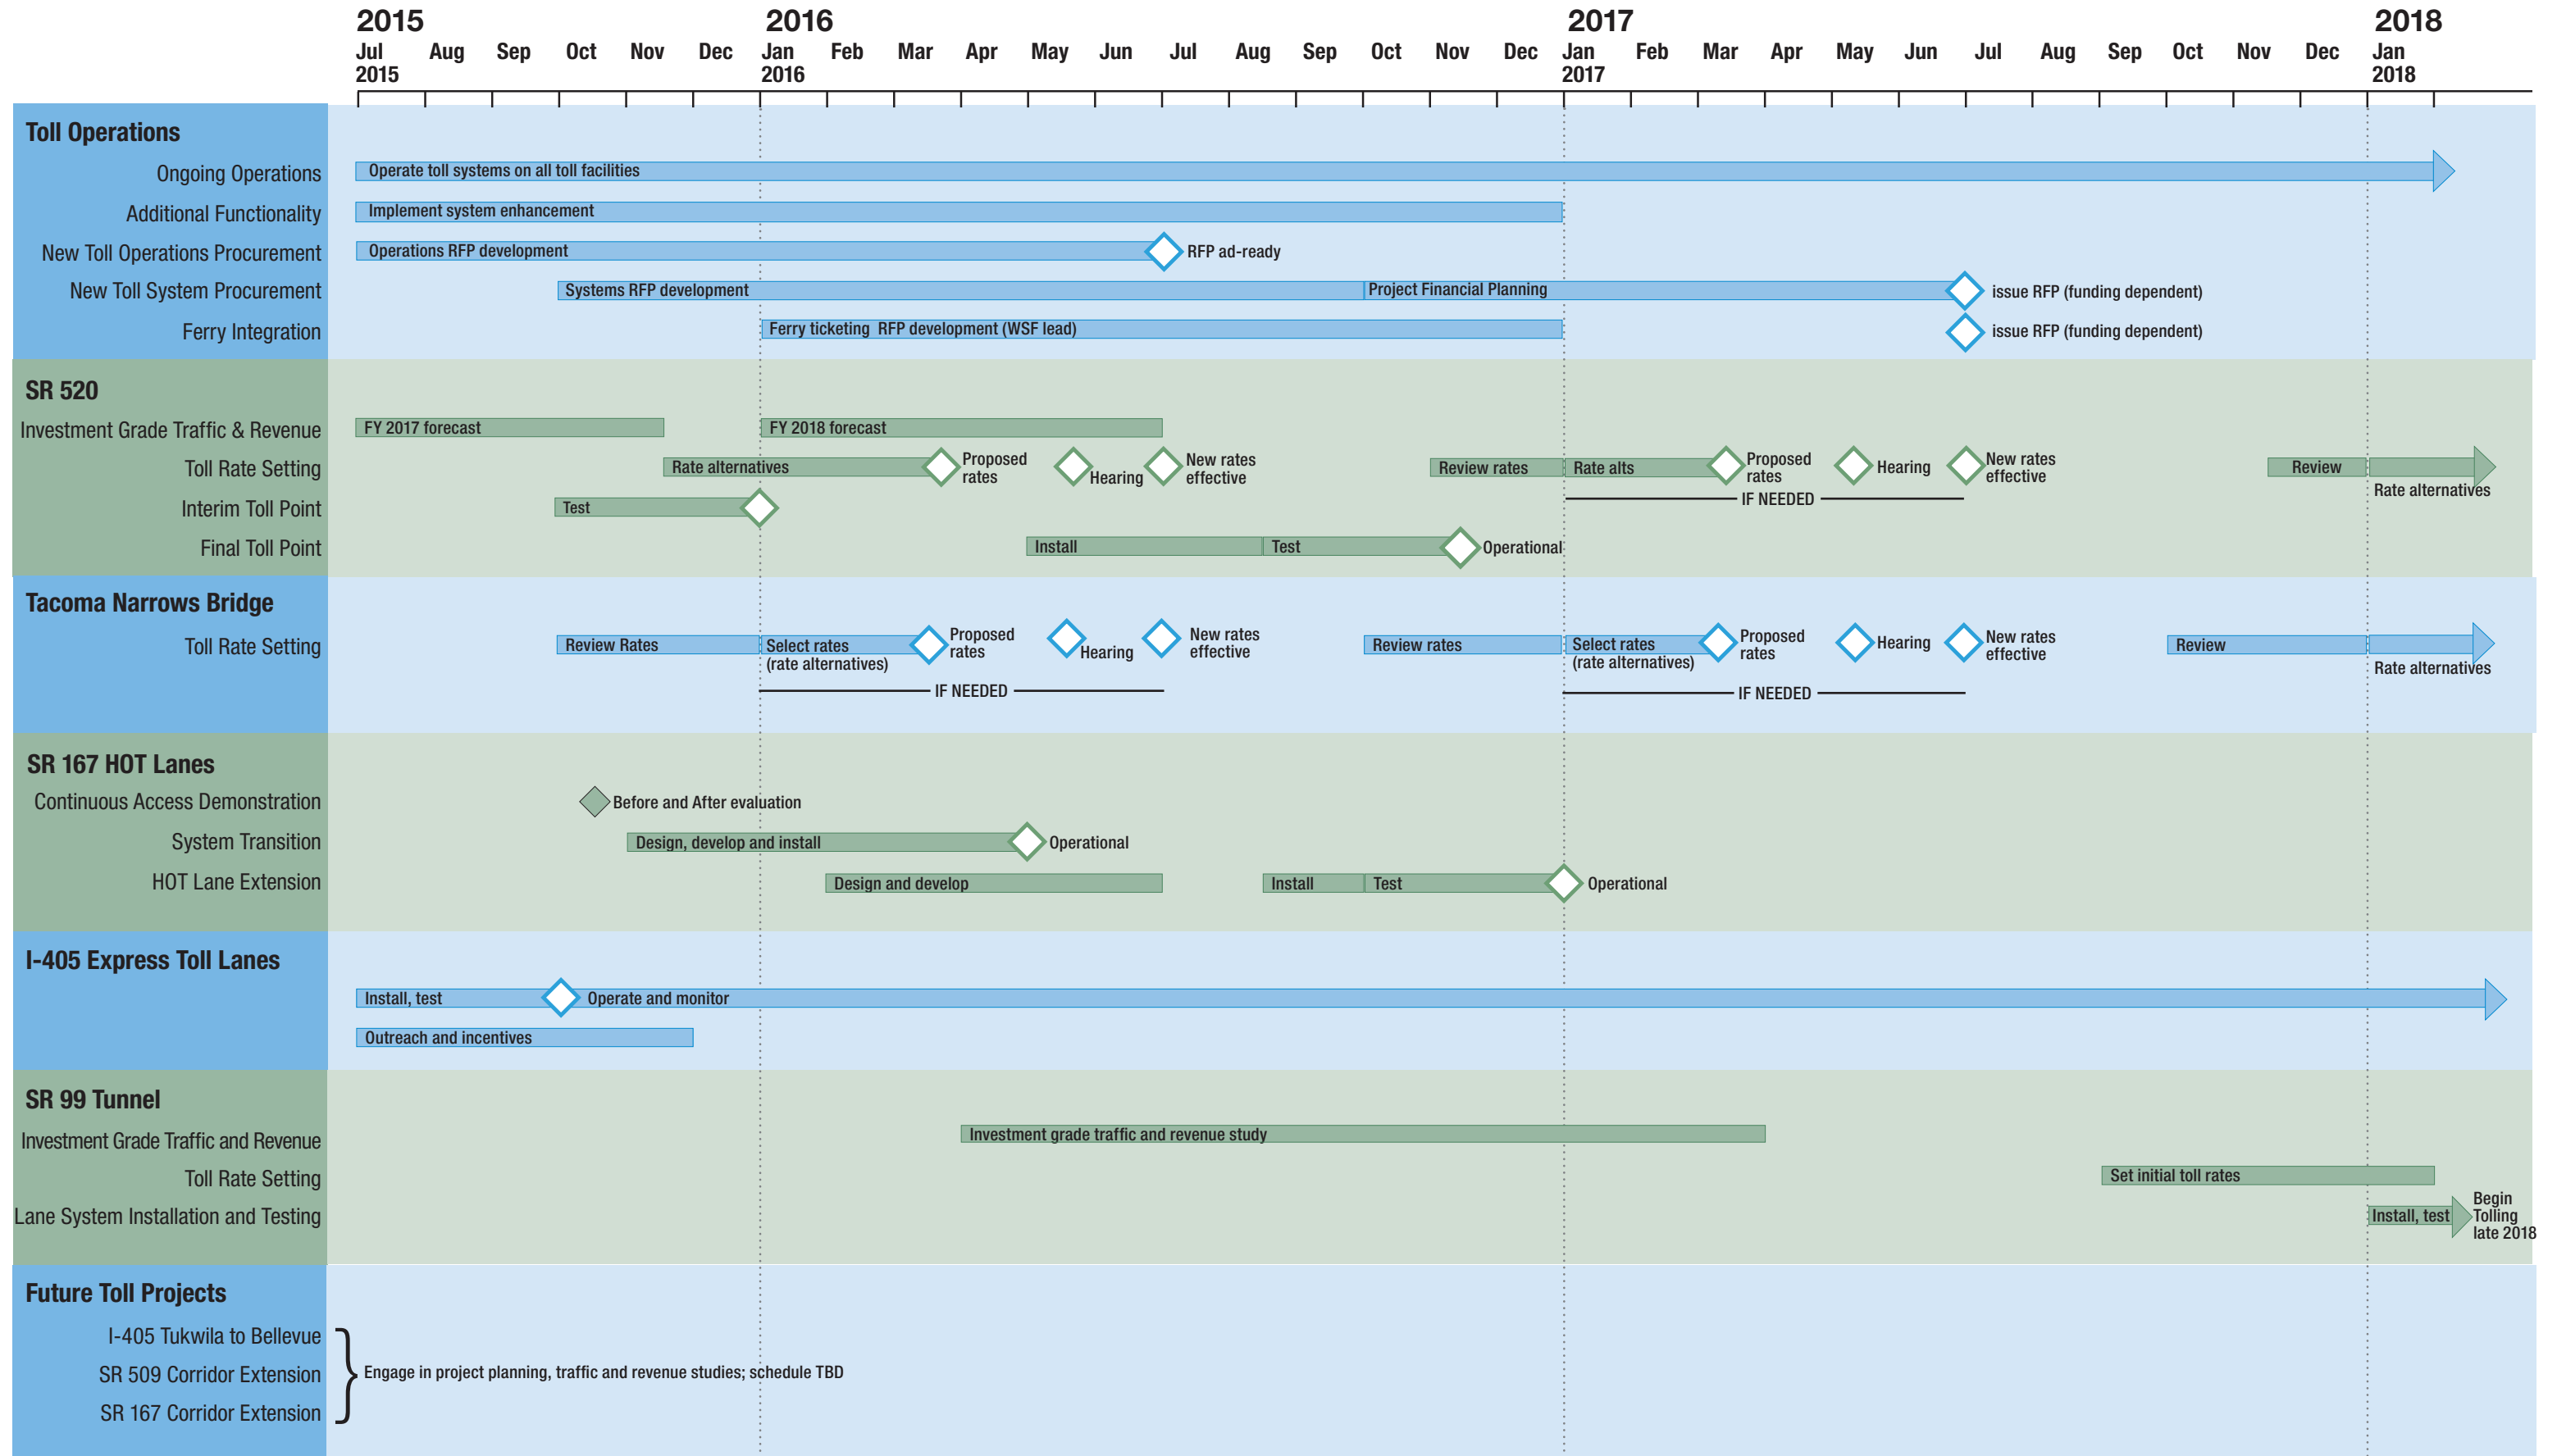 2015 2016 2017 2018
Jul Aug Sep Oct Nov Dec Jan Feb Mar Apr May Jun Jul Aug Sep Oct Nov Dec Jan Feb Mar Apr May Jun Jul Aug Sep Oct Nov Dec Jan
2015 2016 2017 2018
Toll Operations
Ongoing Operations Operate toll systems on all toll facilities
Additional Functionality Implement system enhancement
New Toll Operations Procurement Operations RFP development RFP ad-ready
New Toll System Procurement Systems RFP development Project Financial Planning issue RFP (funding dependent)
Ferry Integration Ferry ticketing RFP development (WSF lead) issue RFP (funding dependent)
SR 520
Investment Grade Traffic & Revenue FY 2017 forecast FY 2018 forecast
Toll Rate Setting Rate alternatives Proposed rates Hearing New rates effective Review rates Rate alts Proposed rates Hearing New rates effective Review Rate alternatives
IF NEEDED
Interim Toll Point Test
Final Toll Point Install Test Operational
Tacoma Narrows Bridge
Toll Rate Setting Review Rates Select rates (rate alternatives) Proposed rates Hearing New rates effective Review rates Select rates (rate alternatives) Proposed rates Hearing New rates effective Review Rate alternatives
IF NEEDED IF NEEDED
SR 167 HOT Lanes
Continuous Access Demonstration Before and After evaluation
System Transition Design, develop and install Operational
HOT Lane Extension Design and develop Install Test Operational
I-405 Express Toll Lanes
Install, test Operate and monitor
Outreach and incentives
SR 99 Tunnel
Investment Grade Traffic and Revenue Investment grade traffic and revenue study
Toll Rate Setting Set initial toll rates
Lane System Installation and Testing Install, test Begin Tolling late 2018
Future Toll Projects
I-405 Tukwila to Bellevue
SR 509 Corridor Extension Engage in project planning, traffic and revenue studies; schedule TBD
SR 167 Corridor Extension